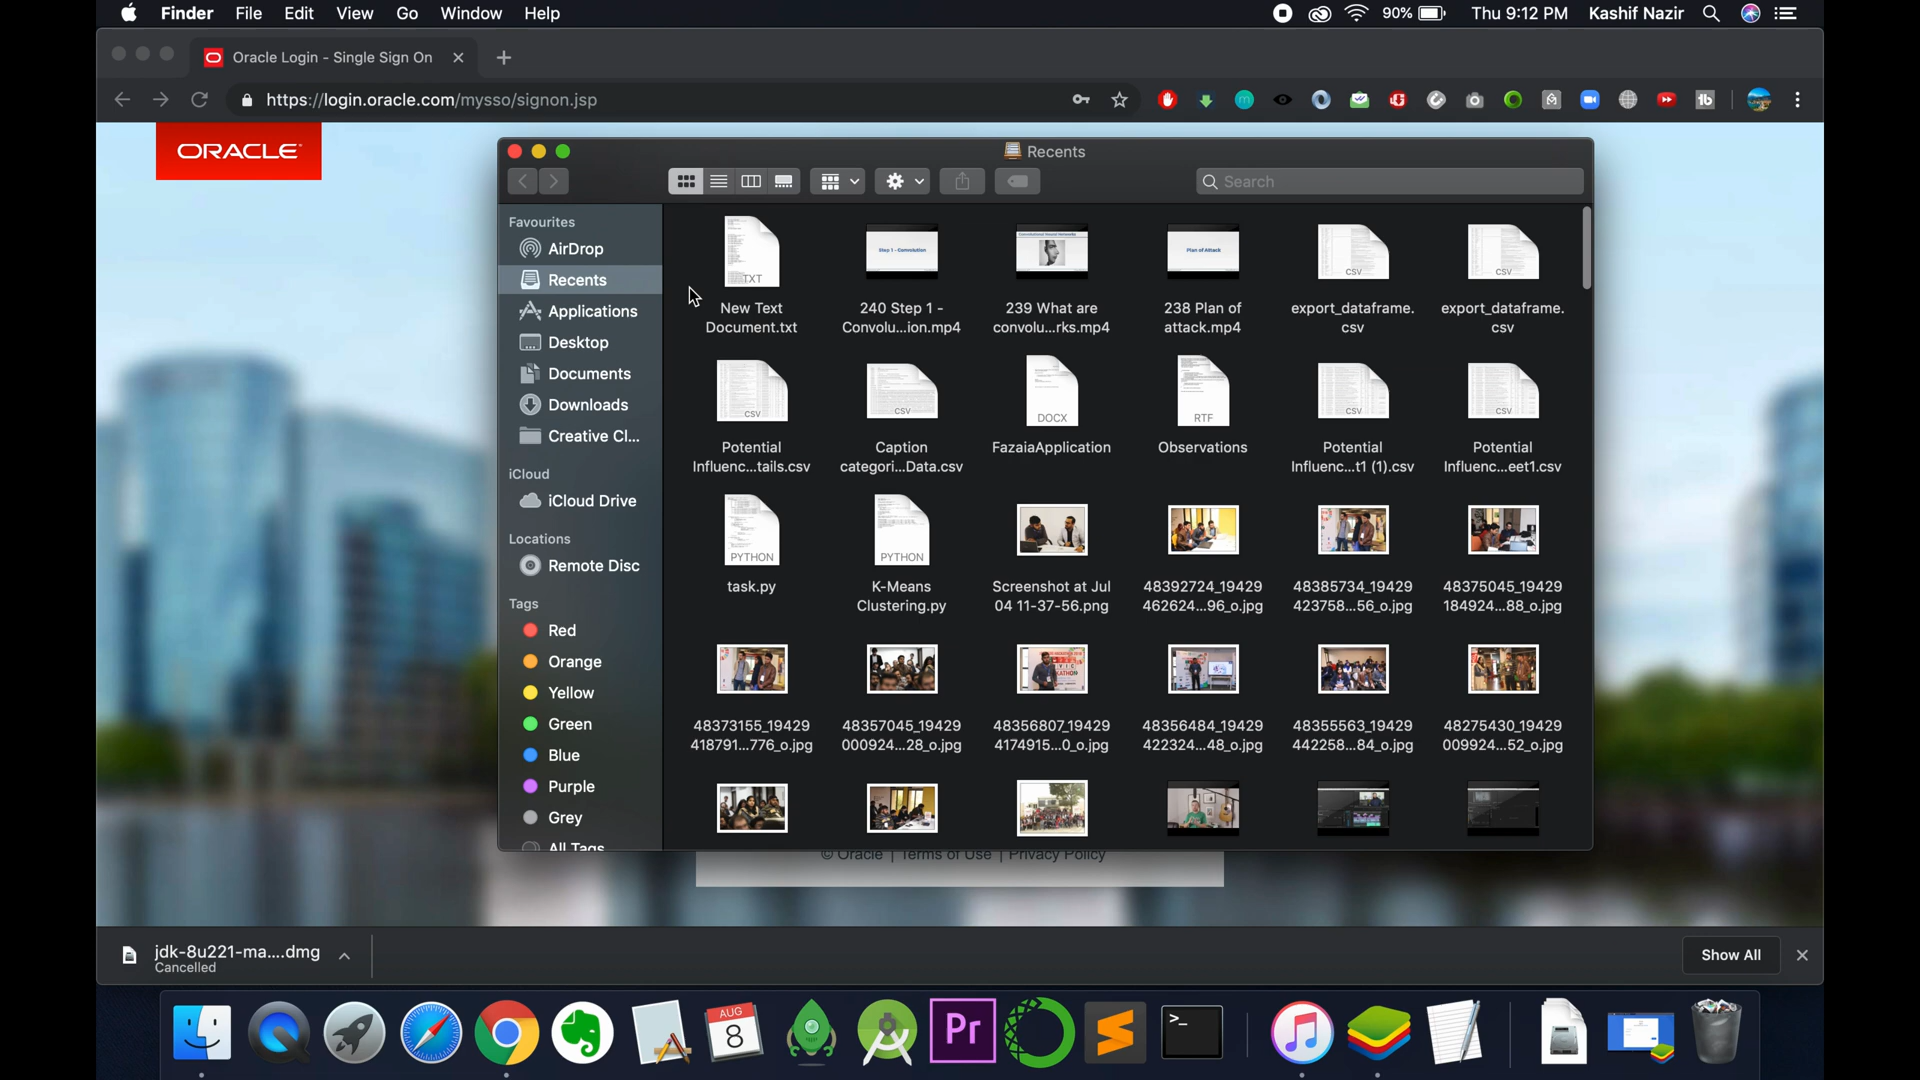 Finder File Edit View Go Window Help
90% Thu 9:12 PM Kashif Nazir
Oracle Login - Single Sign On
https://login.oracle.com/mysso/signon.jsp
ORACLE
Recents
Search
Favourites
AirDrop
Recents
Applications
Desktop
Documents
Downloads
Creative Cl...
iCloud
iCloud Drive
Locations
Remote Disc
Tags
Red
Orange
Yellow
Green
Blue
Purple
Grey
All Tags
TXT
Step 1 - Convolution
Convolutional Neural Networks
Plan of Attack
CSV
CSV
New Text
Document.txt
240 Step 1 -
Convolu...ion.mp4
239 What are
convolu...rks.mp4
238 Plan of
attack.mp4
export_dataframe.
csv
export_dataframe.
csv
CSV
CSV
DOCX
RTF
CSV
CSV
Potential
Influenc...tails.csv
Caption
categori...Data.csv
FazaiaApplication
Observations
Potential
Influenc...t1 (1).csv
Potential
Influenc...eet1.csv
PYTHON
PYTHON
task.py
K-Means
Clustering.py
Screenshot at Jul
04 11-37-56.png
48392724_19429
462624...96_o.jpg
48385734_19429
423758...56_o.jpg
48375045_19429
184924...88_o.jpg
48373155_19429
418791...776_o.jpg
48357045_19429
000924...28_o.jpg
48356807_19429
4174915...0_o.jpg
48356484_19429
422324...48_o.jpg
48355563_19429
442258...84_o.jpg
48275430_19429
009924...52_o.jpg
© Oracle | Terms of Use | Privacy Policy
jdk-8u221-ma....dmg
Cancelled
Show All
AUG
8
Pr
>_